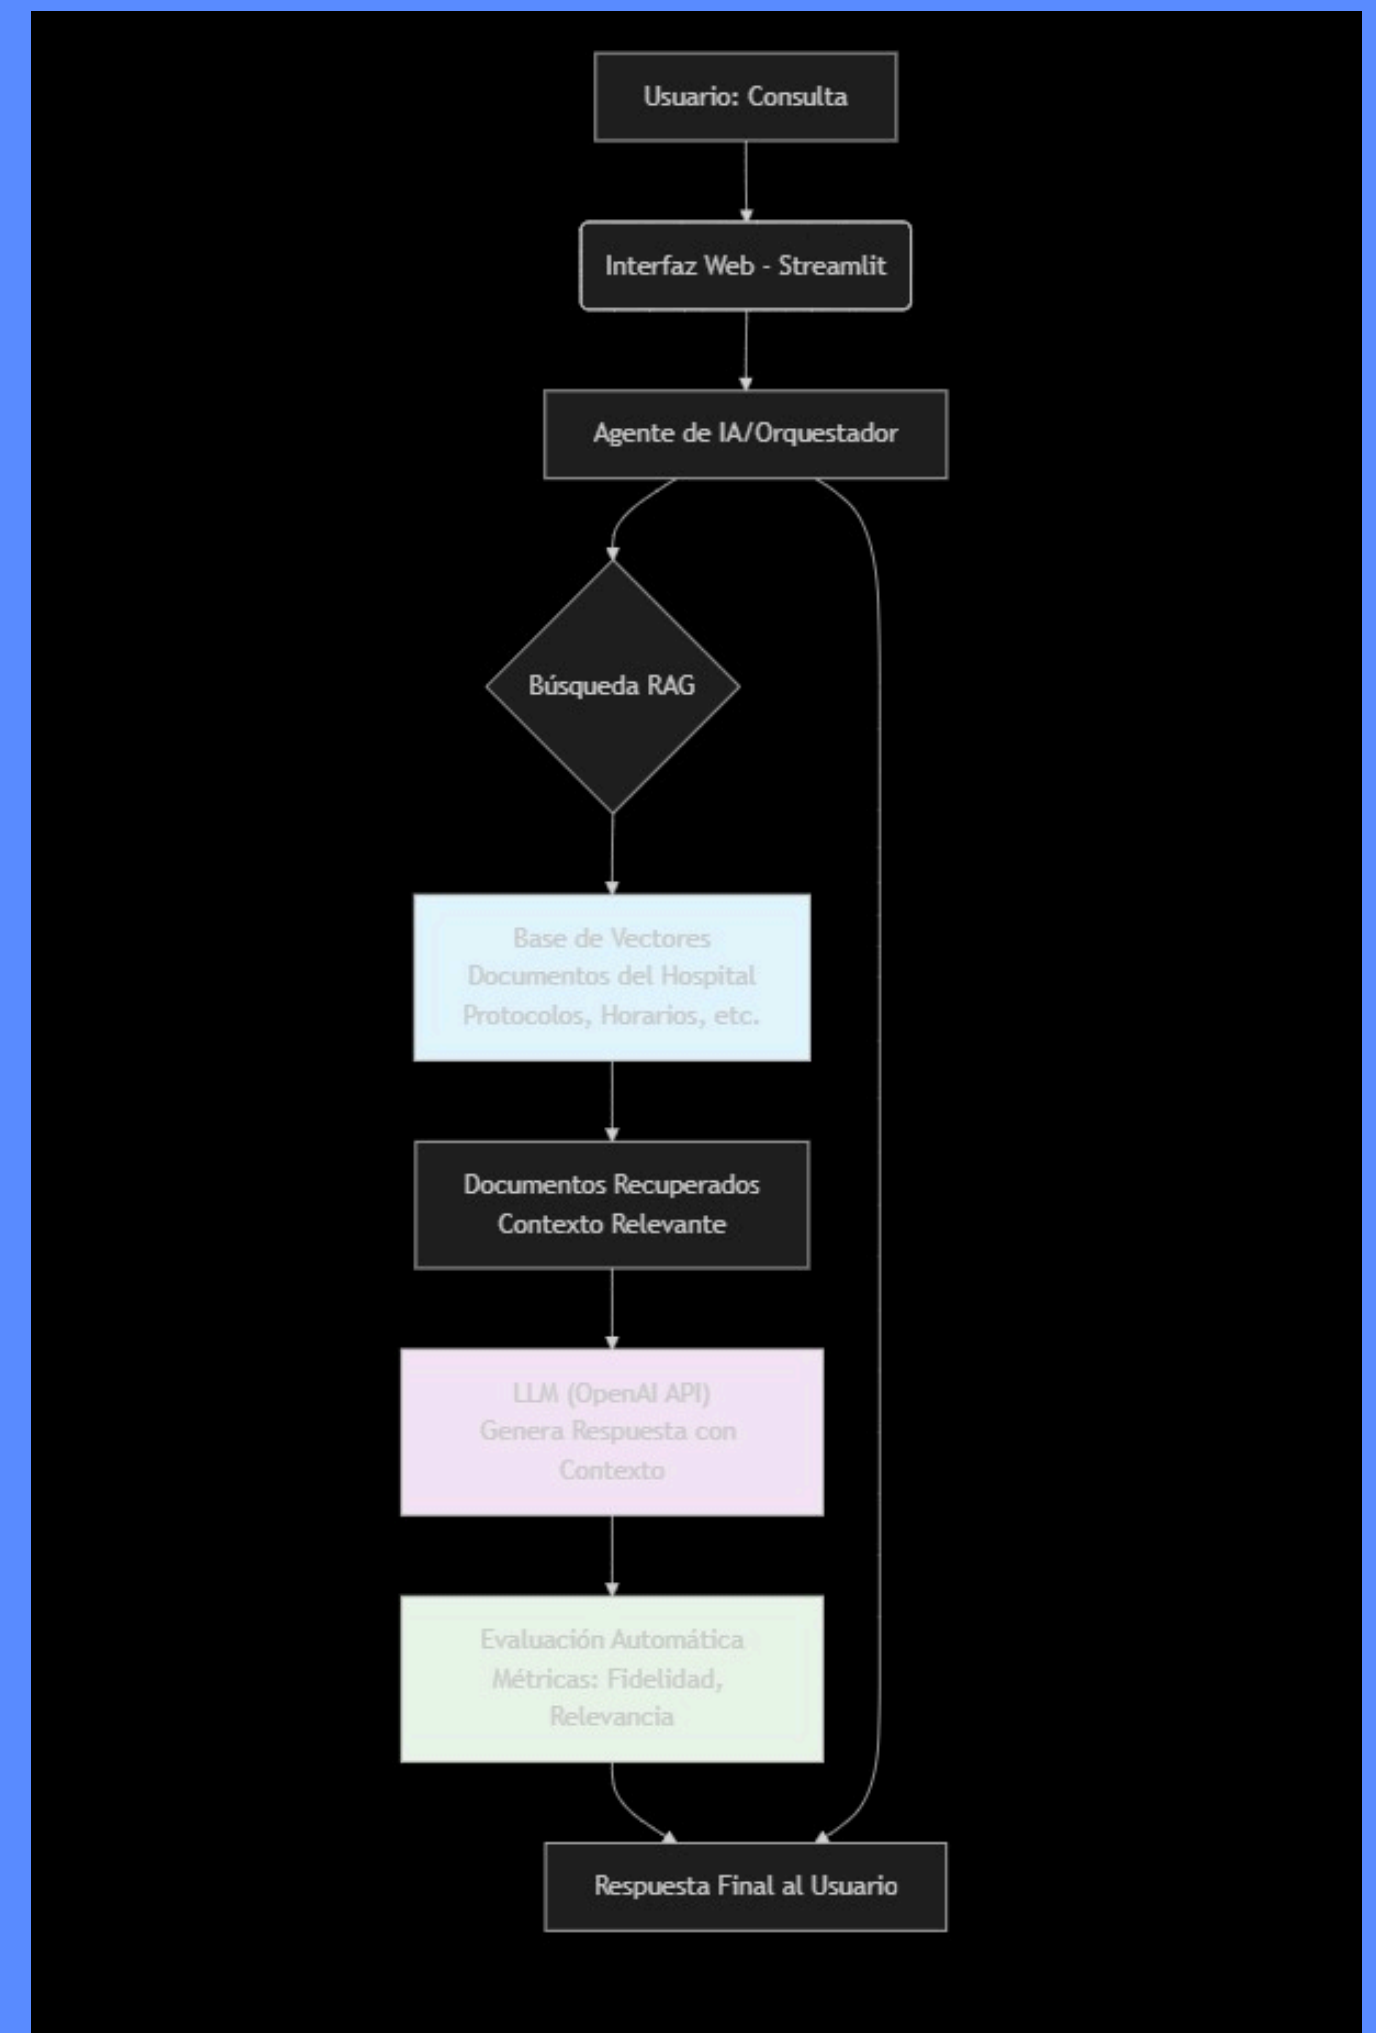 Usuario: Consulta
Interfaz Web - Streamlit
Agente de IA/Orquestador
Búsqueda RAG
Base de Vectores
Documentos del Hospital
Protocolos, Horarios, etc.
Documentos Recuperados
Contexto Relevante
LLM (OpenAI API)
Genera Respuesta con
Contexto
Evaluación Automática
Métricas: Fidelidad,
Relevancia
Respuesta Final al Usuario